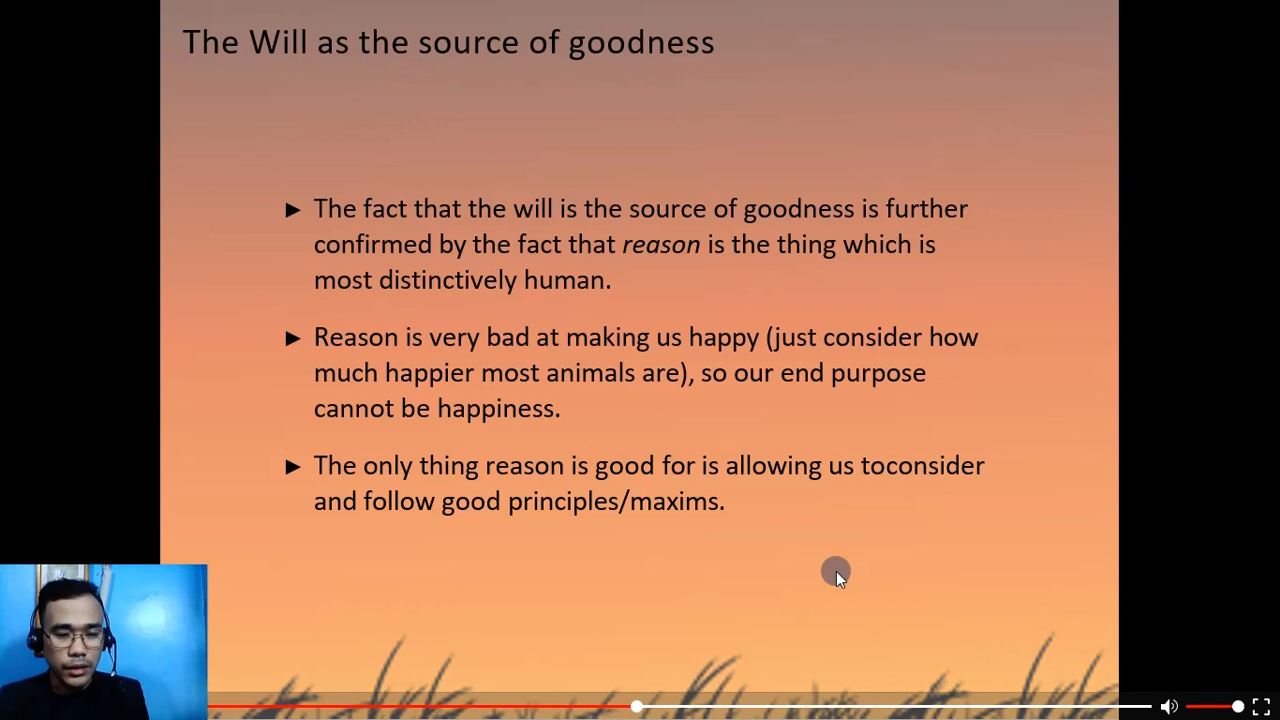 The Will as the source of goodness
► The fact that the will is the source of goodness is further
confirmed by the fact that reason is the thing which is
most distinctively human.
► Reason is very bad at making us happy (just consider how
much happier most animals are), so our end purpose
cannot be happiness.
► The only thing reason is good for is allowing us toconsider
and follow good principles/maxims.